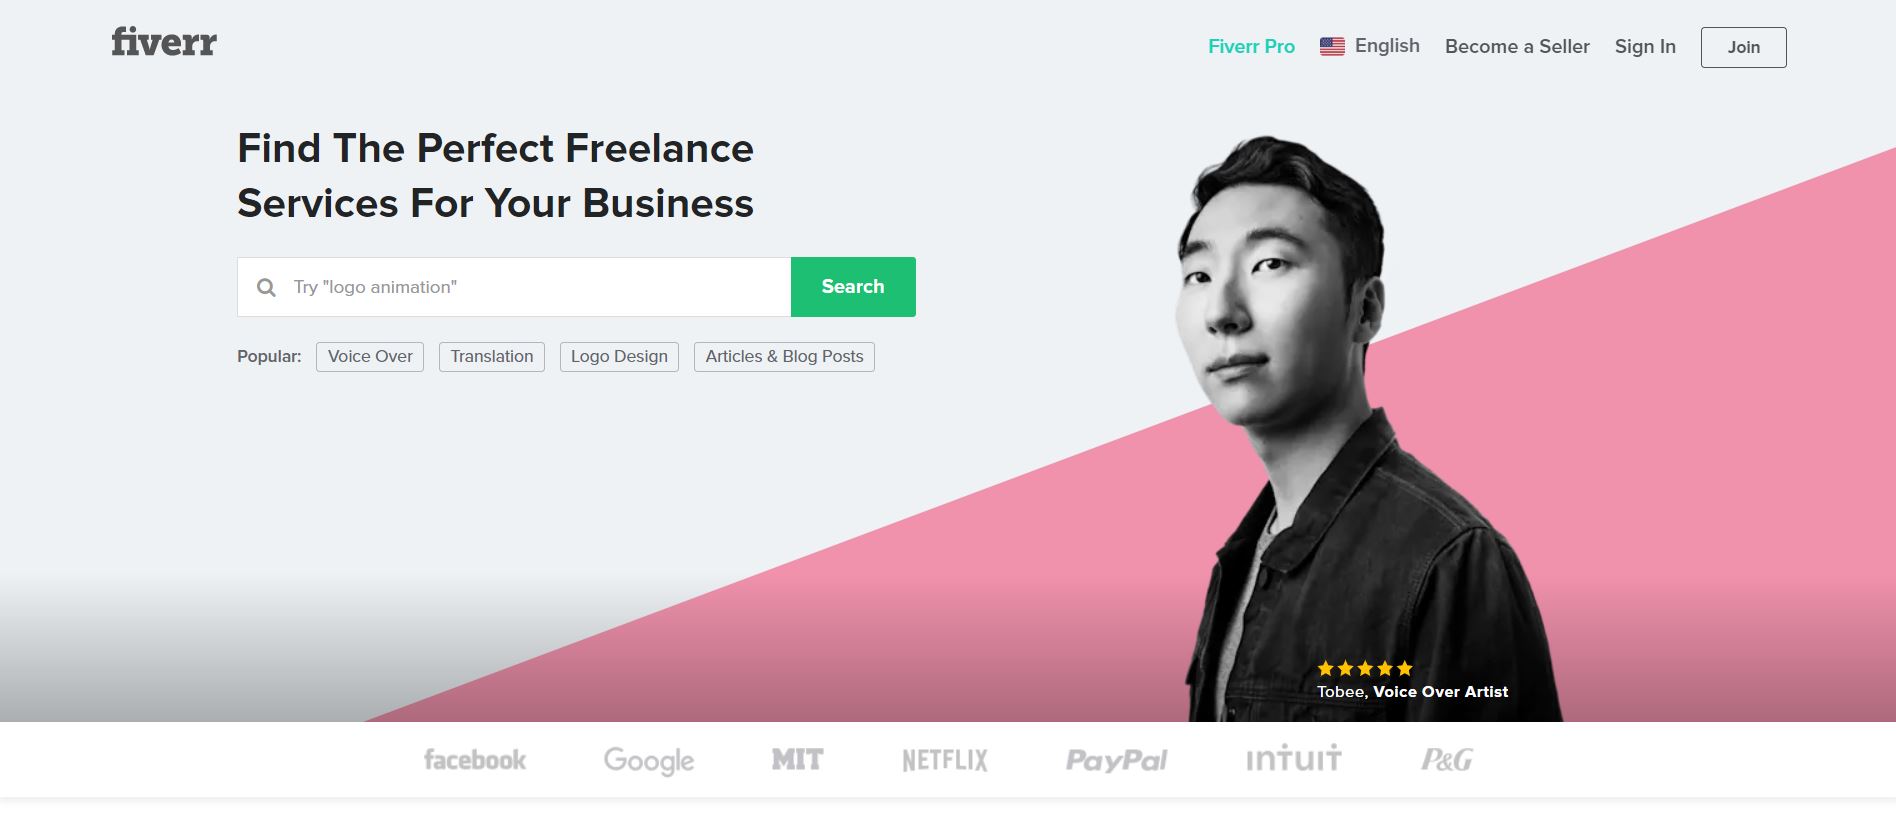 fiverr
Fiverr Pro English Become a Seller Sign In Join
Find The Perfect Freelance
Services For Your Business
Try "logo animation" Search
Popular: Voice Over Translation Logo Design Articles & Blog Posts
Tobee, Voice Over Artist
facebook Google MIT NETFLIX PayPal intuit P&G